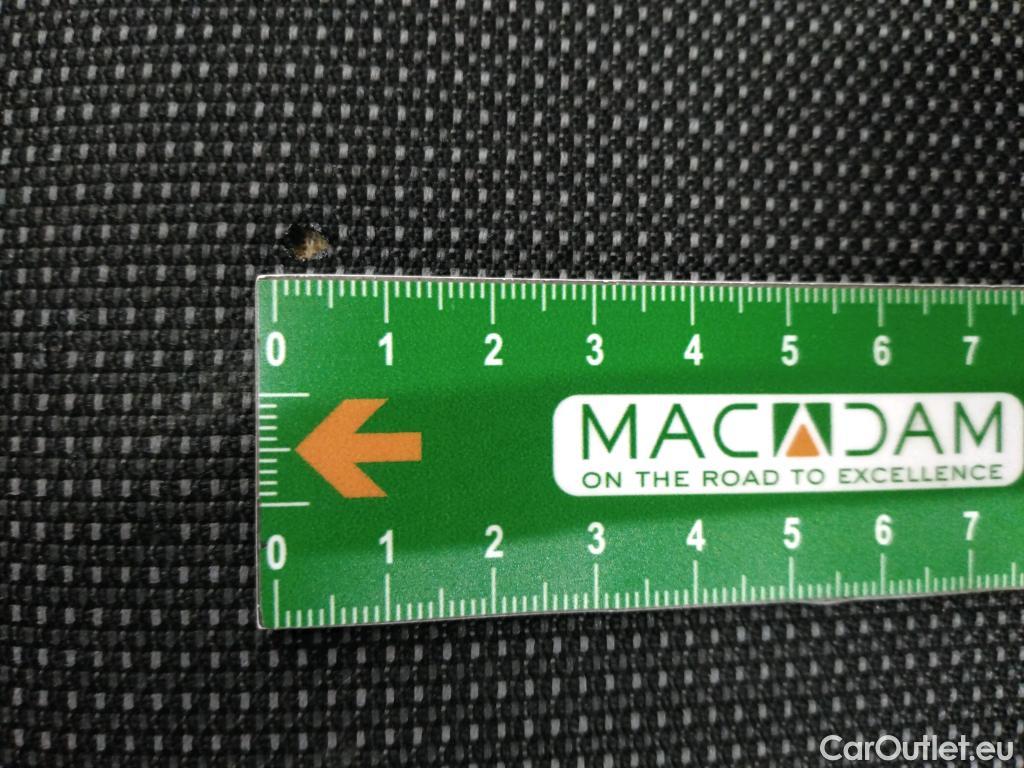 0 1 2 3 4 5 6 7
MACADAM
ON THE ROAD TO EXCELLENCE
0 1 2 3 4 5 6 7
CarOutlet.eu